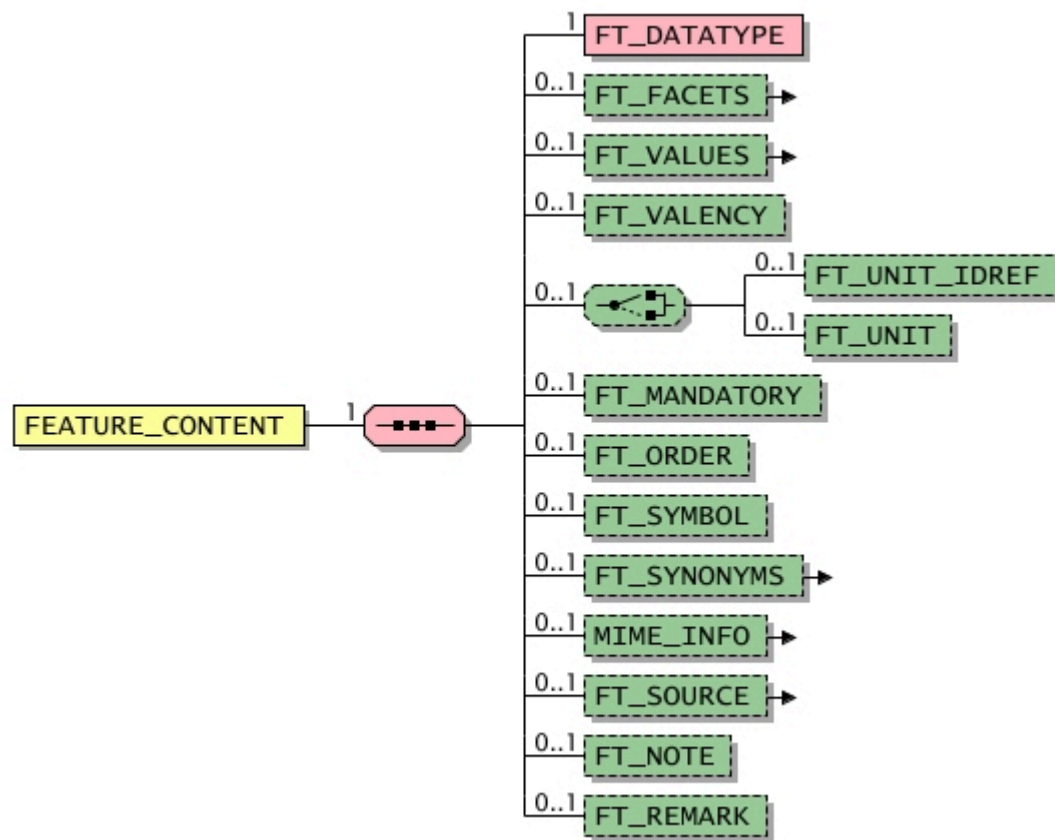 1
FT_DATATYPE
0..1
FT_FACETS
0..1
FT_VALUES
0..1
FT_VALENCY
0..1
0..1
FT_UNIT_IDREF
0..1
FT_UNIT
0..1
FT_MANDATORY
FEATURE_CONTENT
1
0..1
FT_ORDER
0..1
FT_SYMBOL
0..1
FT_SYNONYMS
0..1
MIME_INFO
0..1
FT_SOURCE
0..1
FT_NOTE
0..1
FT_REMARK